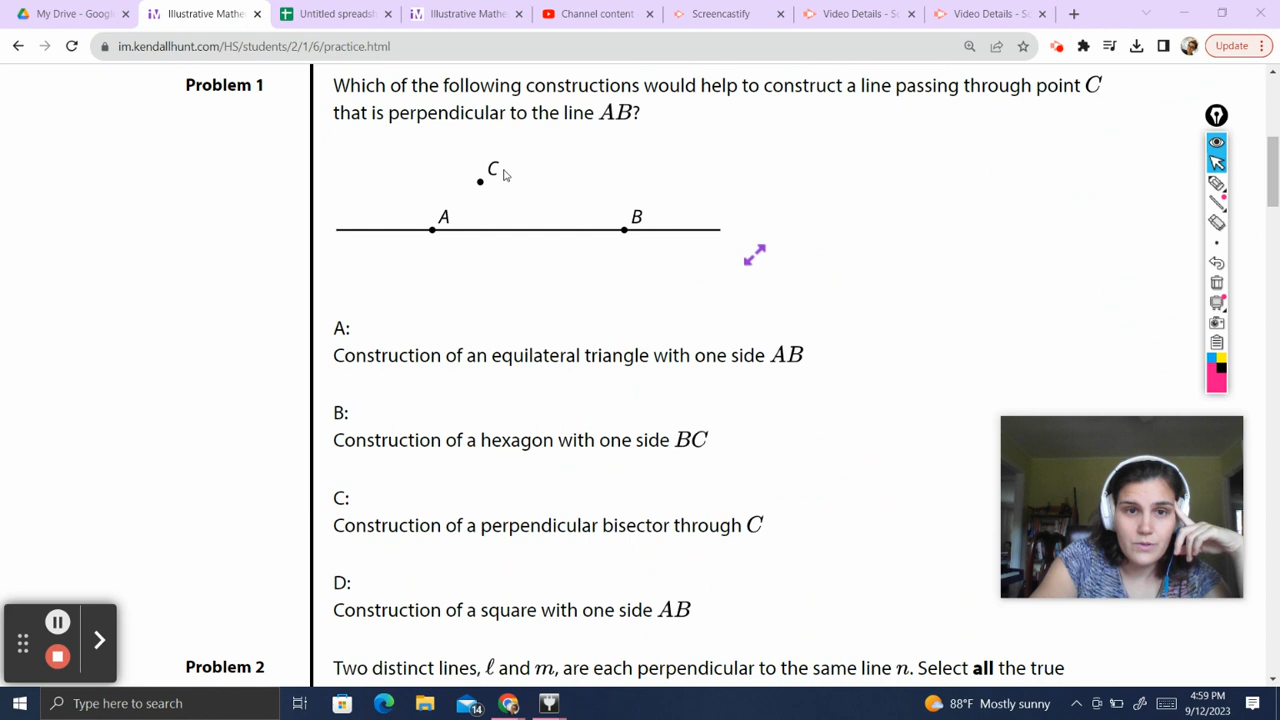 My Drive - Google
Illustrative Mathe
Untitled spreadsh
Illustrative Mathe
Channel content
Screencastify
Video Details - Sc
Video Details - Sc
im.kendallhunt.com/HS/students/2/1/6/practice.html
Update
Problem 1
Which of the following constructions would help to construct a line passing through point C
that is perpendicular to the line AB?
C
A
B
A:
Construction of an equilateral triangle with one side AB
B:
Construction of a hexagon with one side BC
C:
Construction of a perpendicular bisector through C
D:
Construction of a square with one side AB
Problem 2
Two distinct lines, ℓ and m, are each perpendicular to the same line n. Select all the true
Type here to search
14
88°F Mostly sunny
4:59 PM
9/12/2023